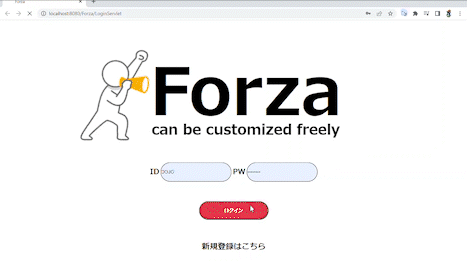 Forza
localhost:8080/Forza/LoginServlet
Forza
can be customized freely
ID PW
ログイン
新規登録はこちら